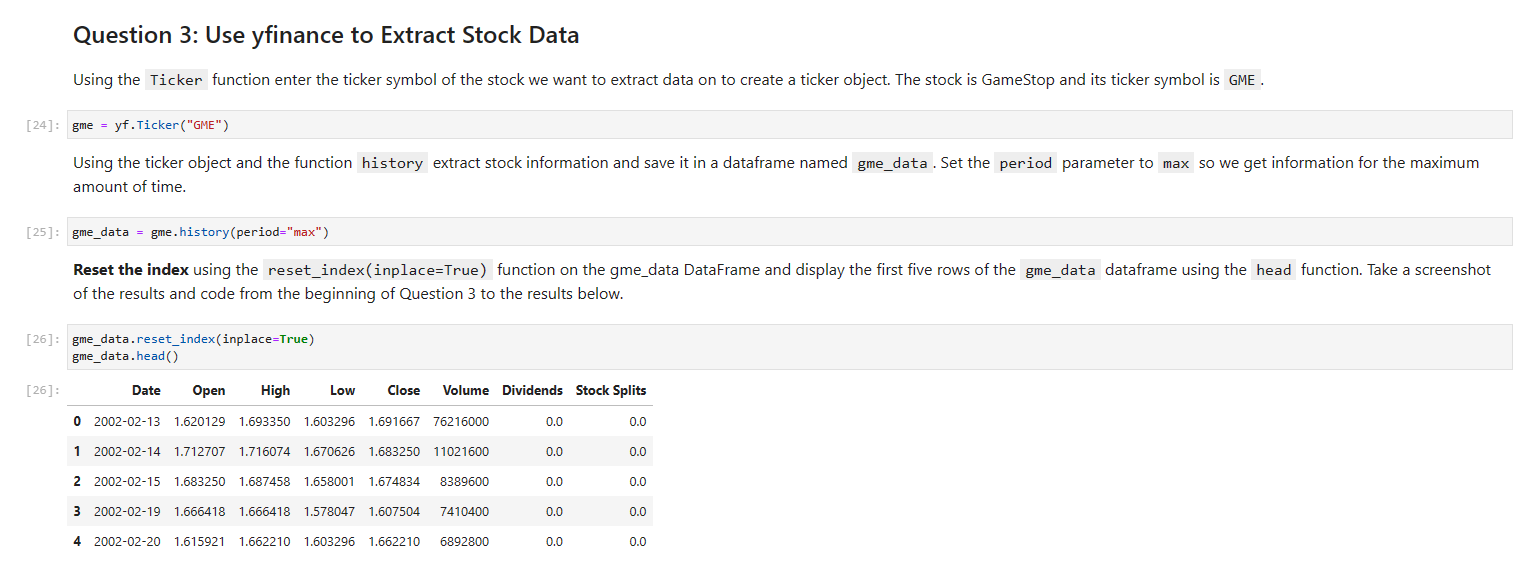 Question 3: Use yfinance to Extract Stock Data
Using the Ticker function enter the ticker symbol of the stock we want to extract data on to create a ticker object. The stock is GameStop and its ticker symbol is GME.
[24]: gme = yf.Ticker("GME")
Using the ticker object and the function history extract stock information and save it in a dataframe named gme_data. Set the period parameter to max so we get information for the maximum
amount of time.
[25]: gme_data = gme.history(period="max")
Reset the index using the reset_index(inplace=True) function on the gme_data DataFrame and display the first five rows of the gme_data dataframe using the head function. Take a screenshot
of the results and code from the beginning of Question 3 to the results below.
[26]: gme_data.reset_index(inplace=True)
gme_data.head()
[26]: Date Open High Low Close Volume Dividends Stock Splits
0 2002-02-13 1.620129 1.693350 1.603296 1.691667 76216000 0.0 0.0
1 2002-02-14 1.712707 1.716074 1.670626 1.683250 11021600 0.0 0.0
2 2002-02-15 1.683250 1.687458 1.658001 1.674834 8389600 0.0 0.0
3 2002-02-19 1.666418 1.666418 1.578047 1.607504 7410400 0.0 0.0
4 2002-02-20 1.615921 1.662210 1.603296 1.662210 6892800 0.0 0.0